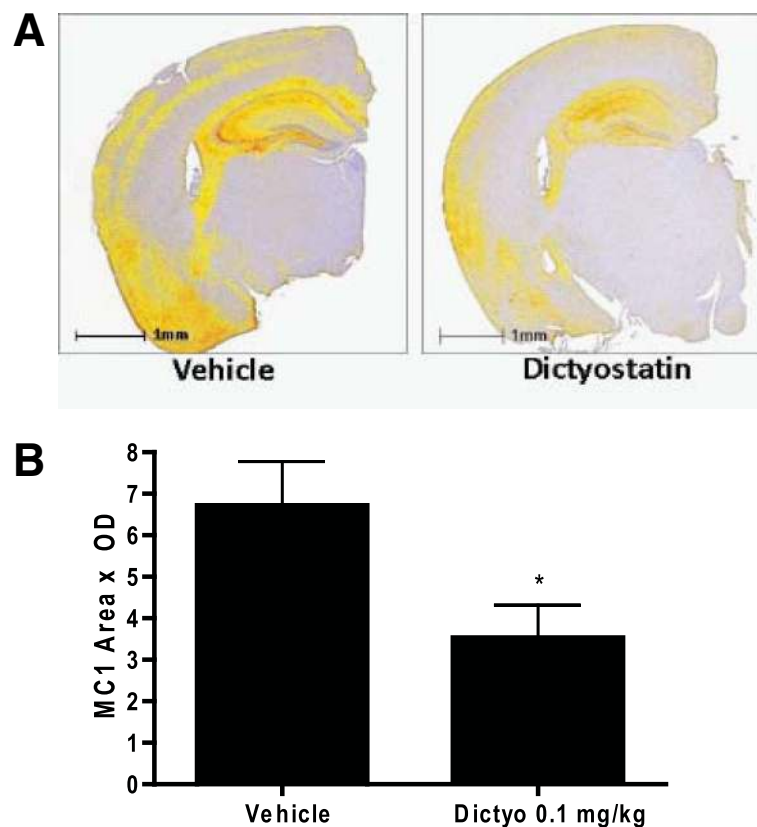 A
1mm
1mm
Vehicle
Dictyostatin
B
8
7
6
5
4
3
2
1
0
MC1 Area x OD
*
Vehicle
Dictyo 0.1 mg/kg